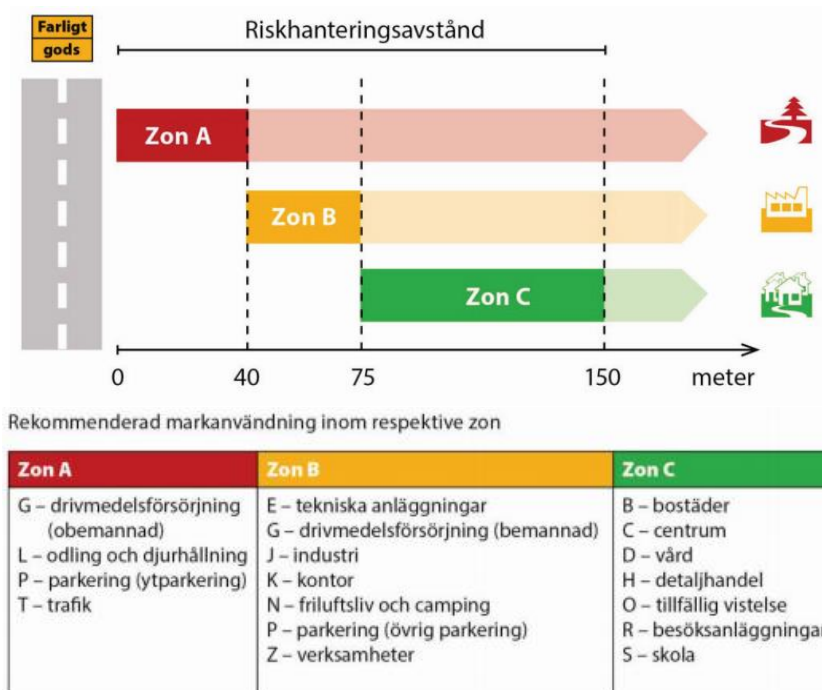 Farligt
gods
Riskhanteringsavstånd
Zon A
Zon B
Zon C
0 40 75 150 meter
Rekommenderad markanvändning inom respektive zon
Zon A
G – drivmedelsförsörjning
(obemannad)
L – odling och djurhållning
P – parkering (ytparkering)
T – trafik
Zon B
E – tekniska anläggningar
G – drivmedelsförsörjning (bemannad)
J – industri
K – kontor
N – friluftsliv och camping
P – parkering (övrig parkering)
Z – verksamheter
Zon C
B – bostäder
C – centrum
D – vård
H – detaljhandel
O – tillfällig vistelse
R – besöksanläggningar
S – skola